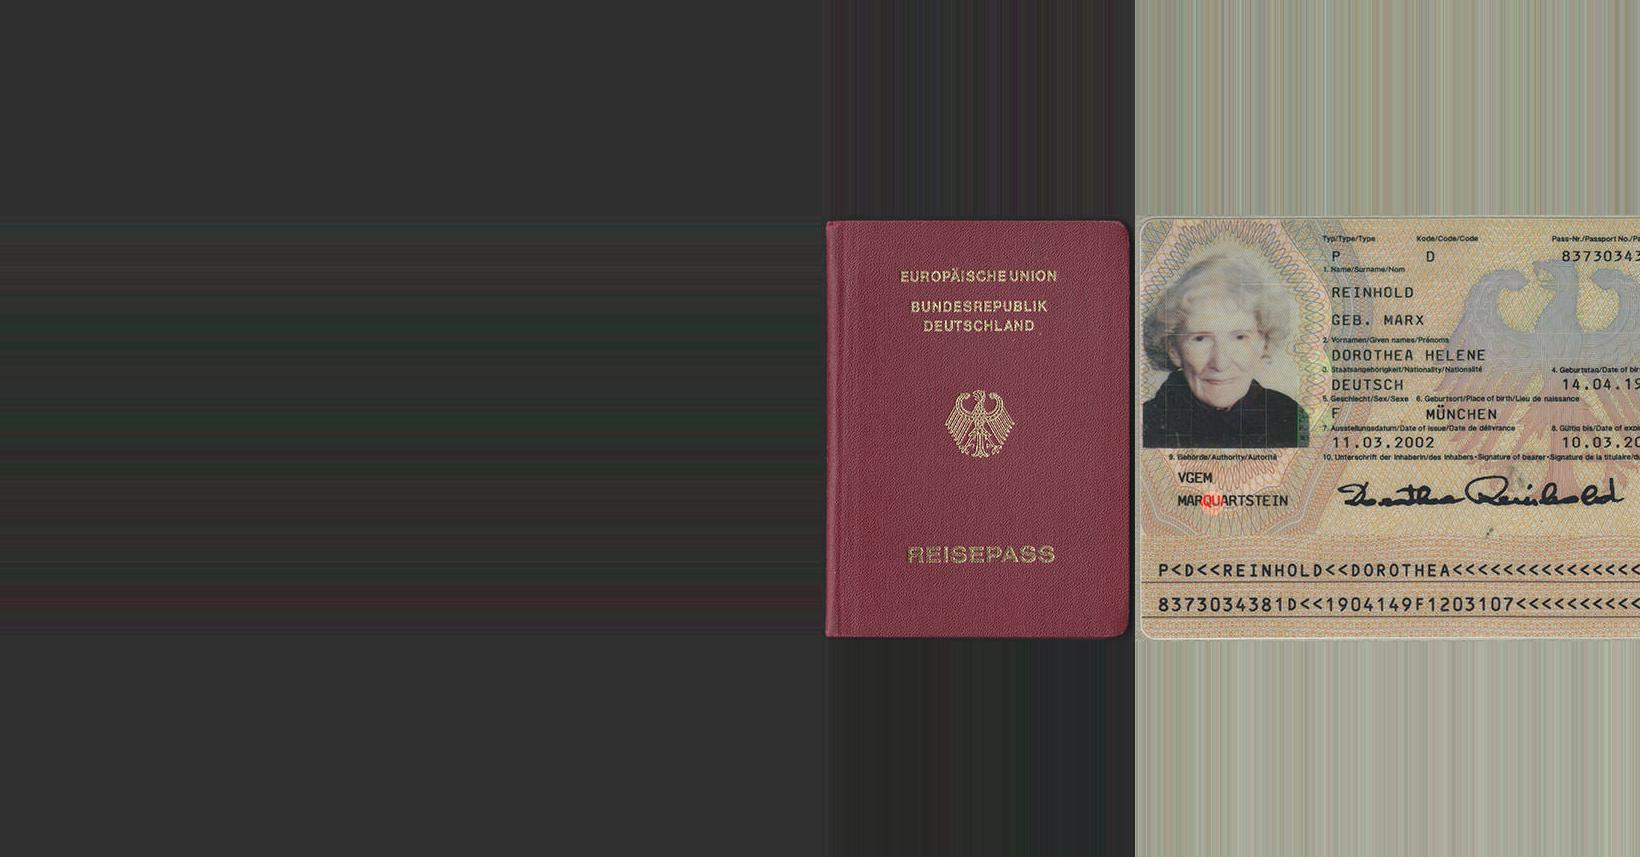 EUROPÄISCHE UNION
BUNDESREPUBLIK
DEUTSCHLAND
REISEPASS
Typ/Type/Type Kode/Code/Code Pass-Nr./Passport No./Pa
P D 83730343
1. Name/Surname/Nom
REINHOLD
GEB. MARX
2. Vornamen/Given names/Prénoms
DOROTHEA HELENE
3. Staatsangehörigkeit/Nationality/Nationalité 4. Geburtstag/Date of bir
DEUTSCH 14.04.19
5. Geschlecht/Sex/Sexe 6. Geburtsort/Place of birth/Lieu de naissance
F MÜNCHEN
7. Ausstellungsdatum/Date of issue/Date de délivrance 8. Gültig bis/Date of expi
11.03.2002 10.03.20
9. Behörde/Authority/Autorité 10. Unterschrift der Inhaberin/des Inhabers·Signature of bearer·Signature de la titulaire/du
VGEM
MARQUARTSTEIN
Dorothea Reinhold
P<D<<REINHOLD<<DOROTHEA<<<<<<<<<<<<<<<
8373034381D<<1904149F1203107<<<<<<<<<<